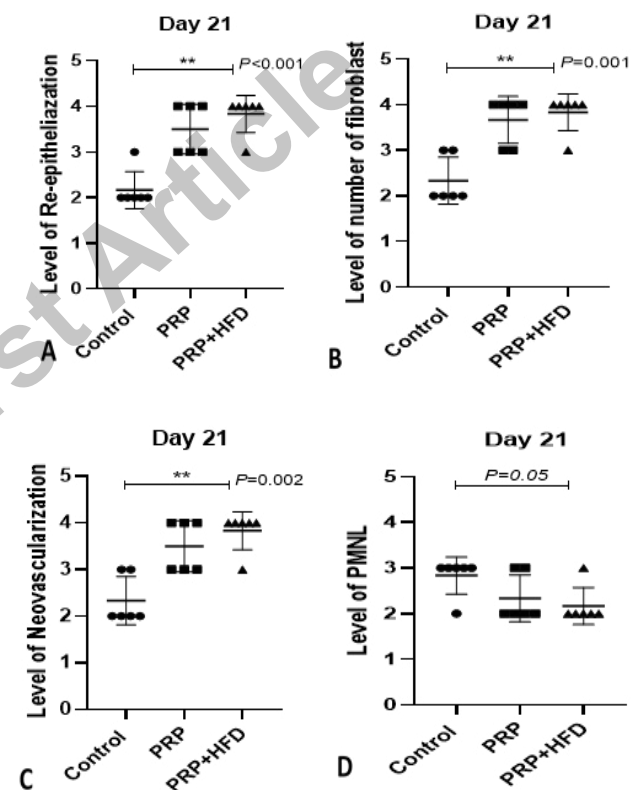 Day 21
5
4
3
2
1
0
Level of Re-epitheliazation
**
P<0.001
Control
PRP
PRP+HFD
A
Day 21
5
4
3
2
1
0
Level of number of fibroblast
**
P=0.001
Control
PRP
PRP+HFD
B
Day 21
5
4
3
2
1
0
Level of Neovascularization
**
P=0.002
Control
PRP
PRP+HFD
C
Day 21
5
4
3
2
1
0
Level of PMNL
P=0.05
Control
PRP
PRP+HFD
D
st Article